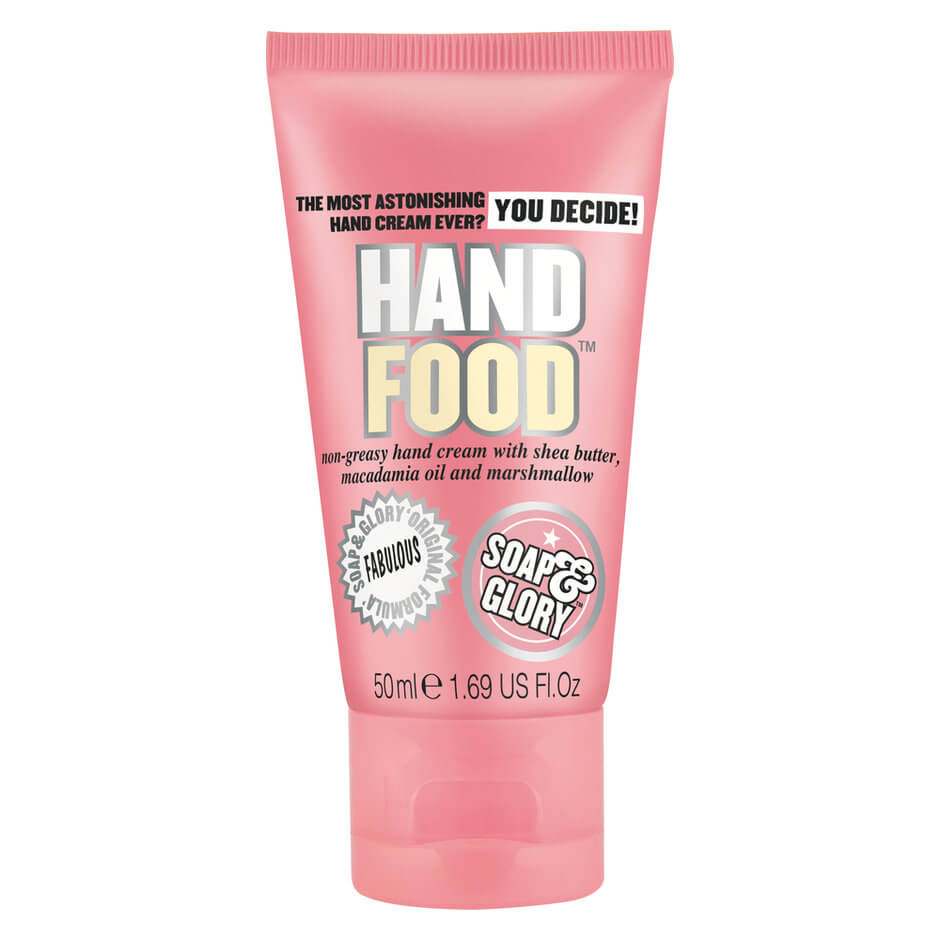 THE MOST ASTONISHING
HAND CREAM EVER?
YOU DECIDE!
HAND
FOOD™
non-greasy hand cream with shea butter,
macadamia oil and marshmallow
'SOAP & GLORY' ORIGINAL FORMULA
FABULOUS
SOAP &
GLORY™
50ml ℮ 1.69 US Fl.Oz